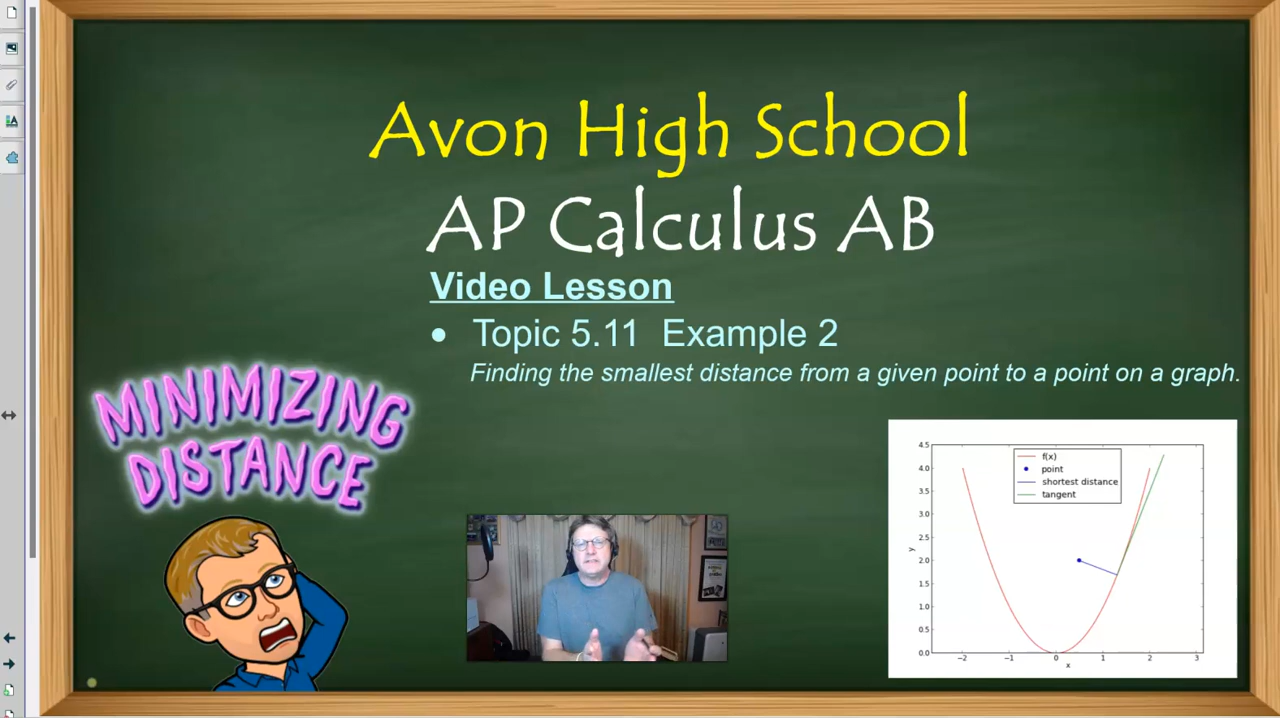 Avon High School
AP Calculus AB
Video Lesson
• Topic 5.11 Example 2
Finding the smallest distance from a given point to a point on a graph.
MINIMIZING
DISTANCE
f(x)
point
shortest distance
tangent
4.5
4.0
3.5
3.0
2.5
2.0
1.5
1.0
0.5
0.0
y
−2
−1
0
1
2
3
x